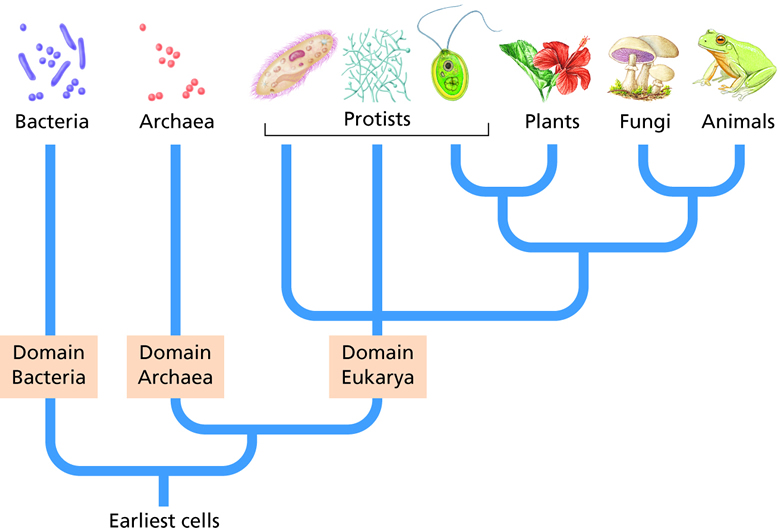 Bacteria
Archaea
Protists
Plants
Fungi
Animals
Domain
Bacteria
Domain
Archaea
Domain
Eukarya
Earliest cells